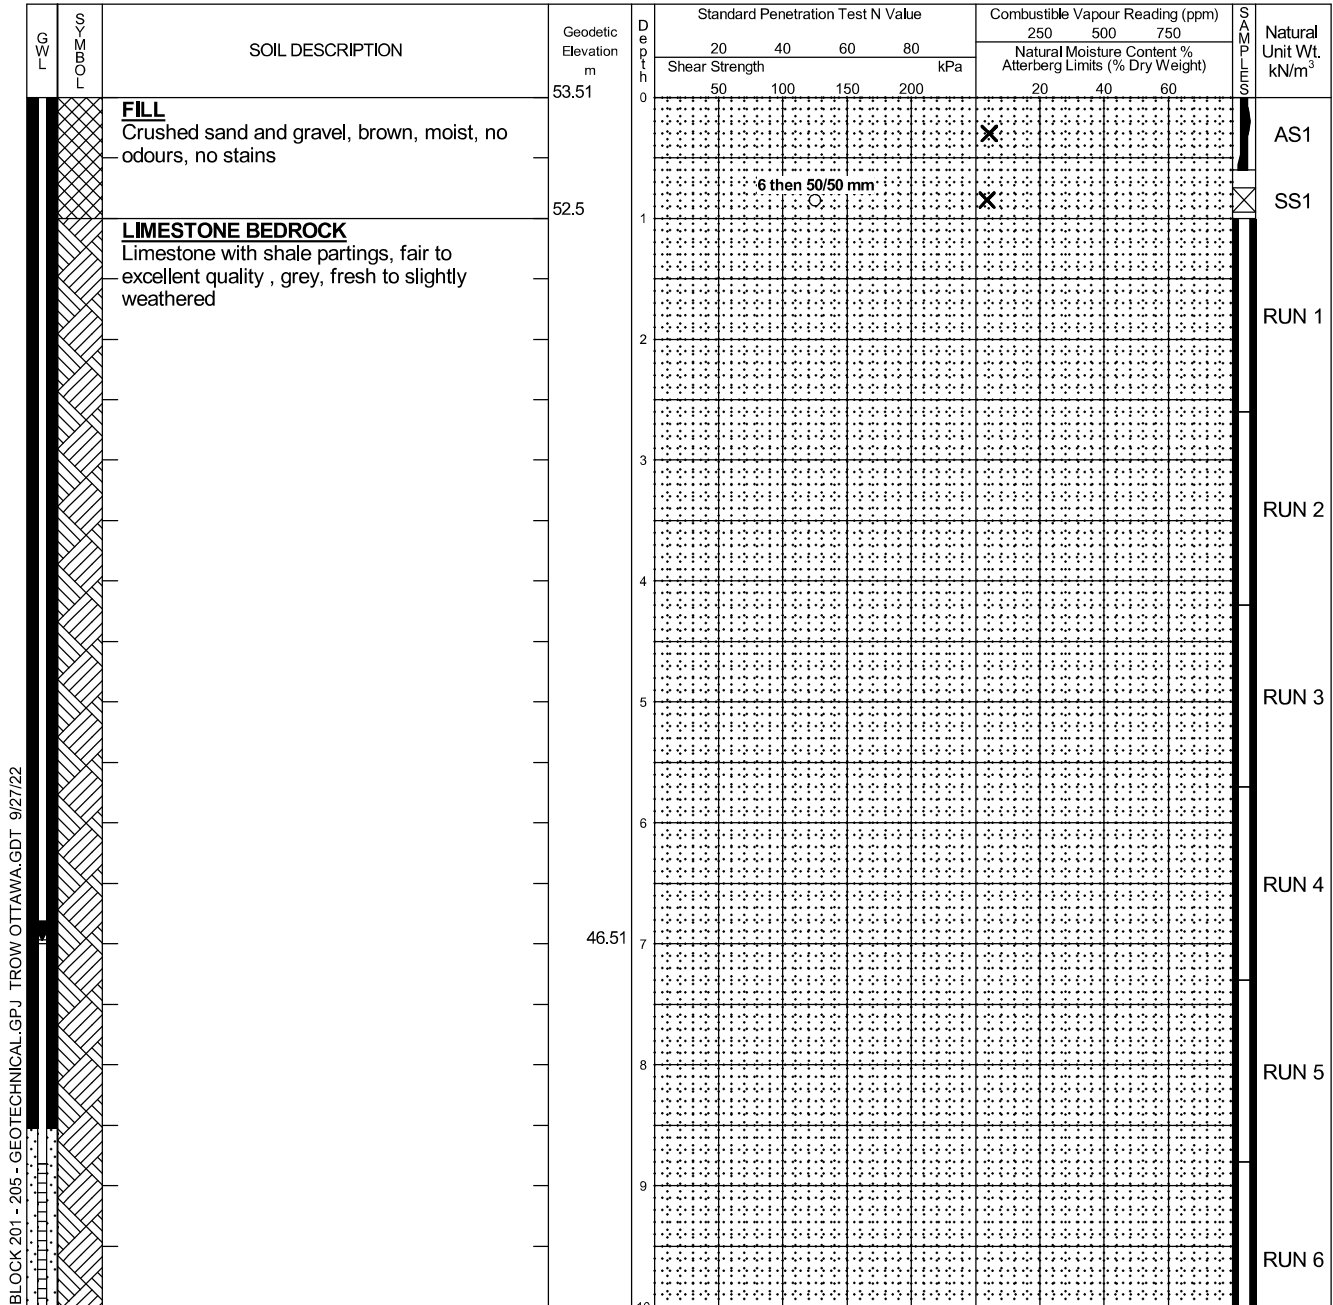 GWL
SYMBOL
SOIL DESCRIPTION
Geodetic
Elevation
m
Depth
Standard Penetration Test N Value
20 40 60 80
Shear Strength kPa
50 100 150 200
Combustible Vapour Reading (ppm)
250 500 750
Natural Moisture Content %
Atterberg Limits (% Dry Weight)
20 40 60
SAMPLES
Natural
Unit Wt.
kN/m³
53.51
0
FILL
Crushed sand and gravel, brown, moist, no
odours, no stains
AS1
6 then 50/50 mm
SS1
52.5
1
LIMESTONE BEDROCK
Limestone with shale partings, fair to
excellent quality , grey, fresh to slightly
weathered
RUN 1
2
3
RUN 2
4
RUN 3
5
6
RUN 4
46.51
7
8
RUN 5
9
RUN 6
BLOCK 201 - 205 - GEOTECHNICAL.GPJ TROW OTTAWA.GDT 9/27/22